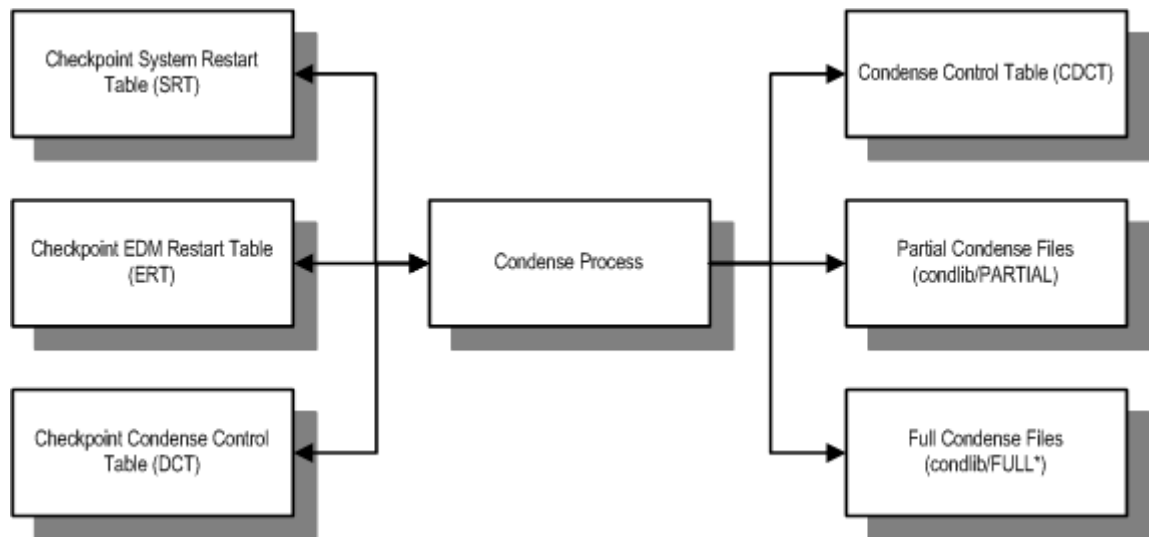 Checkpoint System Restart
Table (SRT)
Condense Control Table (CDCT)
Checkpoint EDM Restart Table
(ERT)
Condense Process
Partial Condense Files
(condlib/PARTIAL)
Checkpoint Condense Control
Table (DCT)
Full Condense Files
(condlib/FULL*)